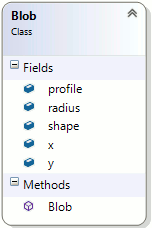 Blob
Class
Fields
profile
radius
shape
x
y
Methods
Blob